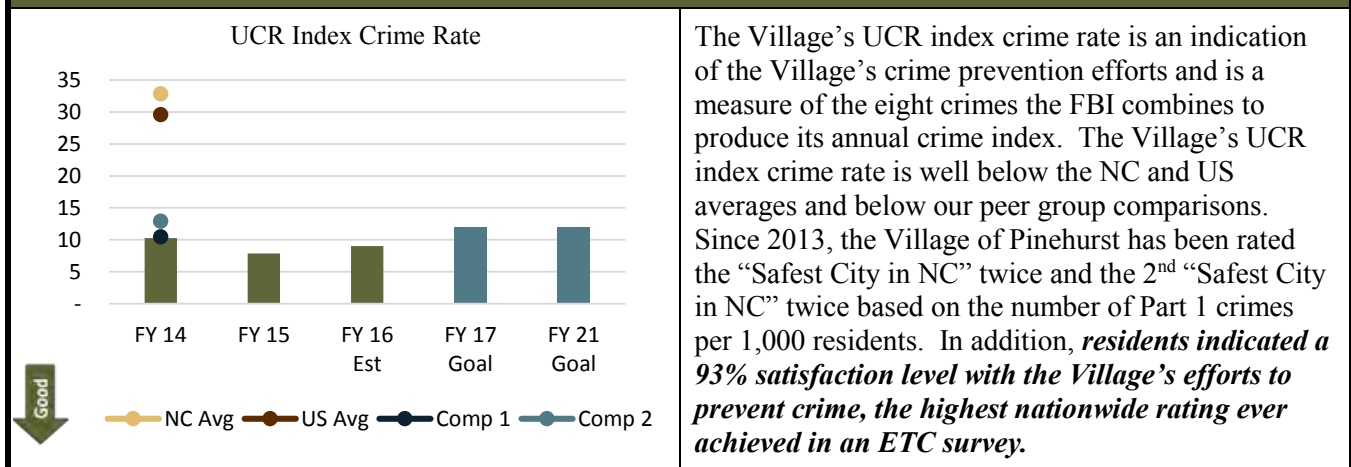 UCR Index Crime Rate
35
30
25
20
15
10
5
-
FY 14
FY 15
FY 16
Est
FY 17
Goal
FY 21
Goal
Good
NC Avg
US Avg
Comp 1
Comp 2
The Village’s UCR index crime rate is an indication
of the Village’s crime prevention efforts and is a
measure of the eight crimes the FBI combines to
produce its annual crime index.  The Village’s UCR
index crime rate is well below the NC and US
averages and below our peer group comparisons.
Since 2013, the Village of Pinehurst has been rated
the “Safest City in NC” twice and the 2nd “Safest City
in NC” twice based on the number of Part 1 crimes
per 1,000 residents.  In addition, residents indicated a
93% satisfaction level with the Village’s efforts to
prevent crime, the highest nationwide rating ever
achieved in an ETC survey.